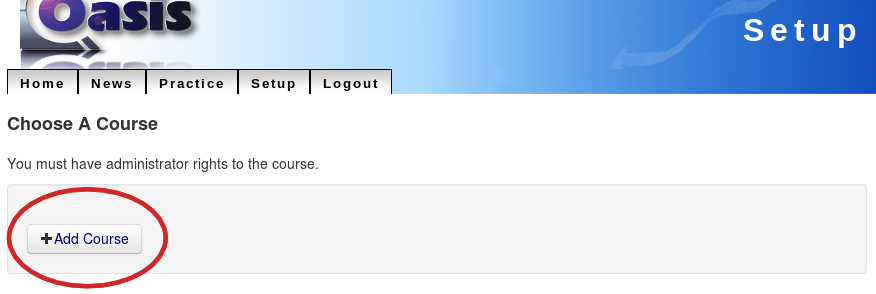 Oasis
Setup
Home News Practice Setup Logout
Choose A Course
You must have administrator rights to the course.
Add Course